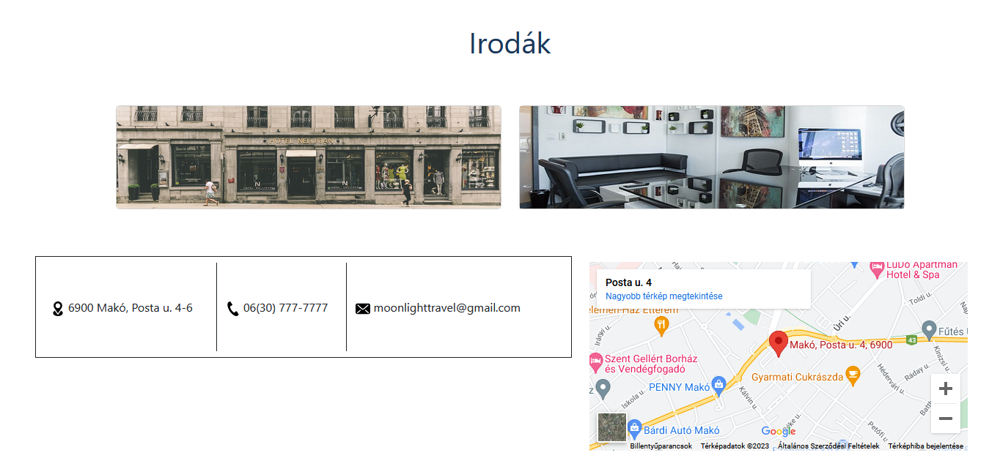 Irodák
HOTEL NELLIGAN
N
HOTEL NELLIGAN
N
6900 Makó, Posta u. 4-6
06(30) 777-7777
moonlighttravel@gmail.com
Posta u. 4
Nagyobb térkép megtekintése
LuDo Apartman
Hotel & Spa
Toldi u.
Úri u.
Irányi u.
Fűtés
43
Makó, Posta u. 4, 6900
Kinizsi u.
Szent Gellért Borház
és Vendégfogadó
Hédervári u.
Ráday u.
Gyarmati Cukrászda
PENNY Makó
Iskola u.
Kálvin u.
Petőfi
Bárdi Autó Makó
Google
Billentyűparancsok
Térképadatok ©2023
Általános Szerződési Feltételek
Térképhiba bejelentése